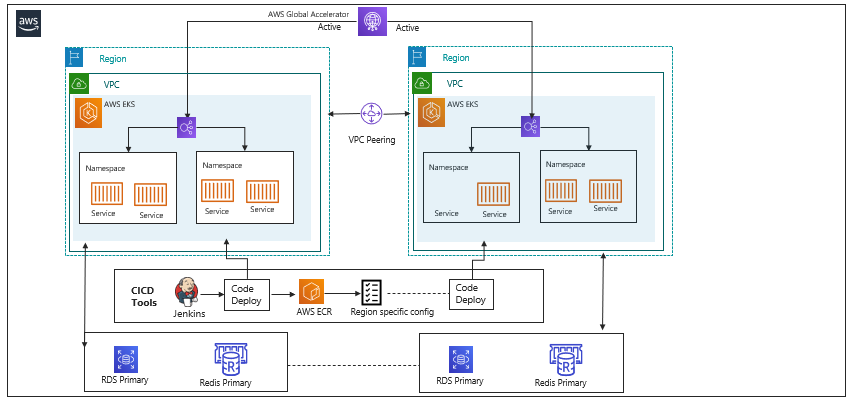 aws
AWS Global Accelerator
Active
Active
Region
VPC
AWS EKS
Namespace
Service
Service
Namespace
Service
Service
VPC Peering
Region
VPC
AWS EKS
Namespace
Service
Service
Namespace
Service
Service
CICD
Tools
Jenkins
Code
Deploy
AWS ECR
Region specific config
Code
Deploy
RDS Primary
Redis Primary
RDS Primary
Redis Primary